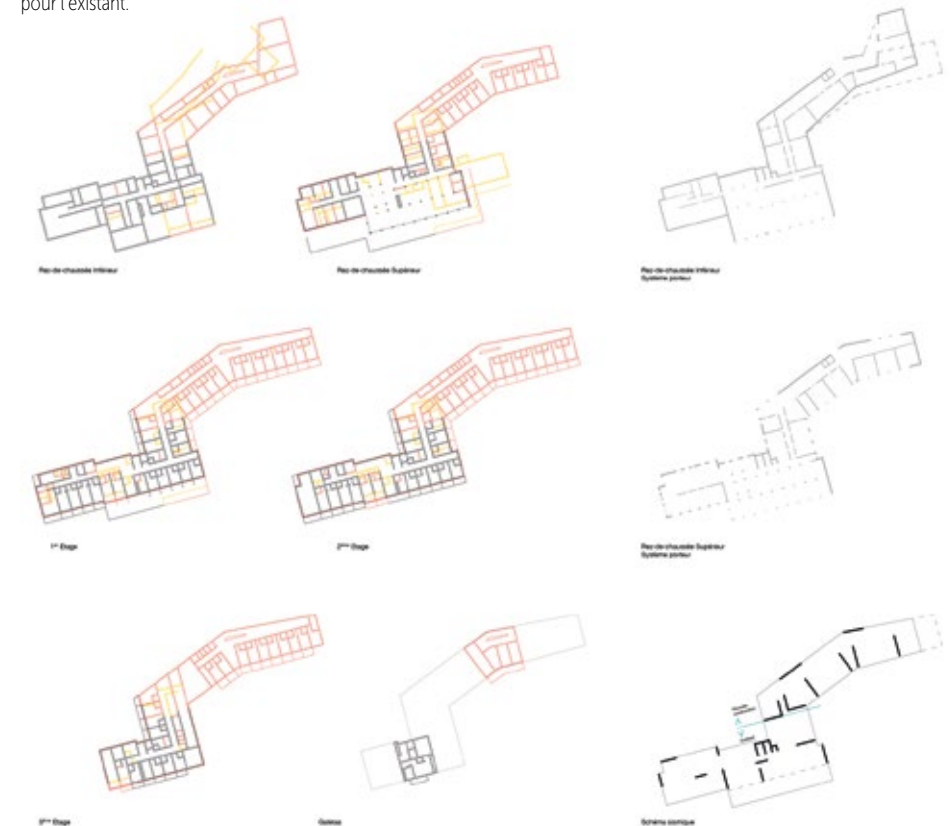 pour l'existant.
Rez-de-chaussée Inférieur
Rez-de-chaussée Supérieur
Rez-de-chaussée Inférieur
Système porteur
1er Etage
2ème Etage
Rez-de-chaussée Supérieur
Système porteur
3ème Etage
Schéma sismique